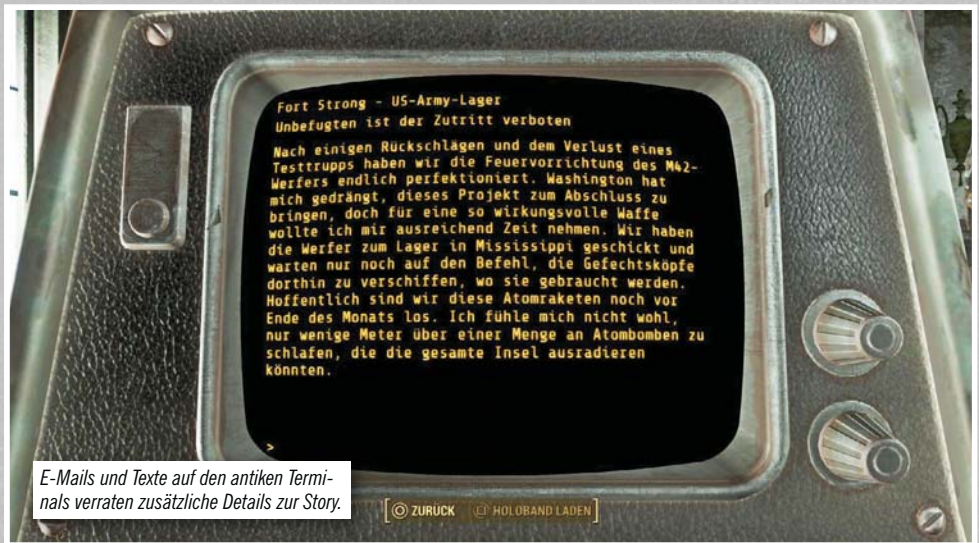 Fort Strong - US-Army-Lager
Unbefugten ist der Zutritt verboten
Nach einigen Rückschlägen und dem Verlust eines
Testtrupps haben wir die Feuervorrichtung des M42-
Werfers endlich perfektioniert. Washington hat
mich gedrängt, dieses Projekt zum Abschluss zu
bringen, doch für eine so wirkungsvolle Waffe
wollte ich mir ausreichend Zeit nehmen. Wir haben
die Werfer zum Lager in Mississippi geschickt und
warten nur noch auf den Befehl, die Gefechtsköpfe
dorthin zu verschiffen, wo sie gebraucht werden.
Hoffentlich sind wir diese Atomraketen noch vor
Ende des Monats los. Ich fühle mich nicht wohl,
nur wenige Meter über einer Menge an Atombomben zu
schlafen, die die gesamte Insel ausradieren
könnten.
>
E-Mails und Texte auf den antiken Termi-
nals verraten zusätzliche Details zur Story.
ZURÜCK HOLOBAND LADEN